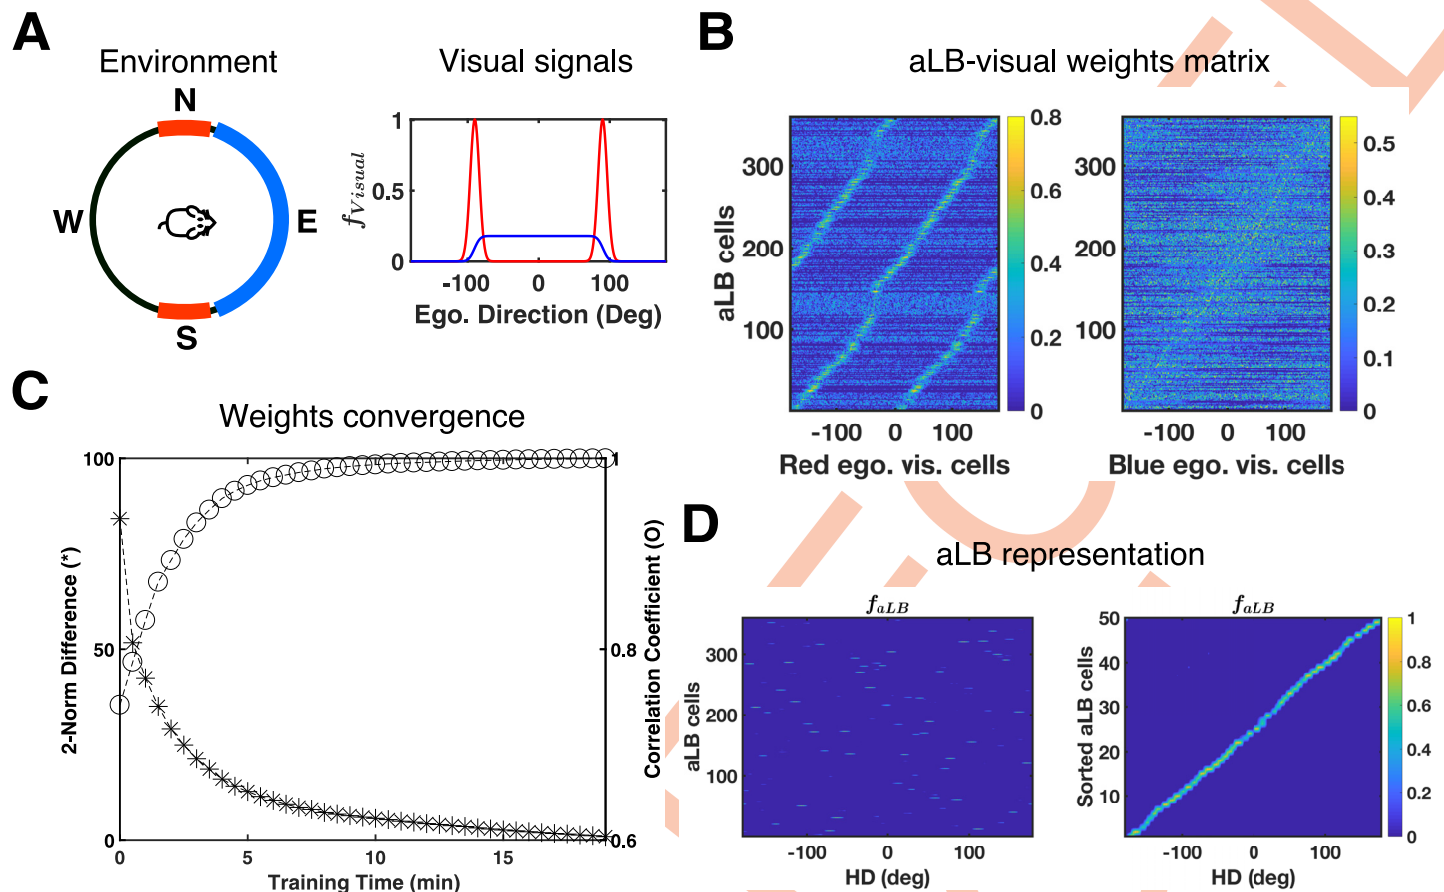 A
Environment
N
W
E
S
Visual signals
1
0.5
0
fVisual
-100 0 100
Ego. Direction (Deg)
B
aLB-visual weights matrix
aLB cells
300
200
100
-100 0 100
Red ego. vis. cells
0.8
0.6
0.4
0.2
0
300
200
100
-100 0 100
Blue ego. vis. cells
0.5
0.4
0.3
0.2
0.1
0
C
Weights convergence
100
50
0
2-Norm Difference (*)
1
0.8
0.6
Correlation Coefficient (O)
0 5 10 15
Training Time (min)
D
aLB representation
faLB
aLB cells
300
200
100
-100 0 100
HD (deg)
faLB
Sorted aLB cells
50
40
30
20
10
-100 0 100
HD (deg)
1
0.8
0.6
0.4
0.2
0